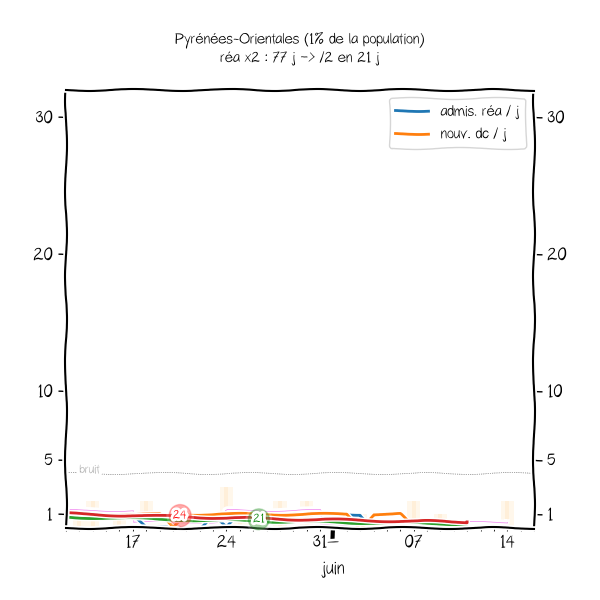 Pyrénées-Orientales (1% de la population)
réa x2 : 77 j -> /2 en 21 j
admis. réa / j
nouv. dc / j
30 30
20 20
10 10
5 5
bruit
1 1
24 21
17 24 31 07 14
juin